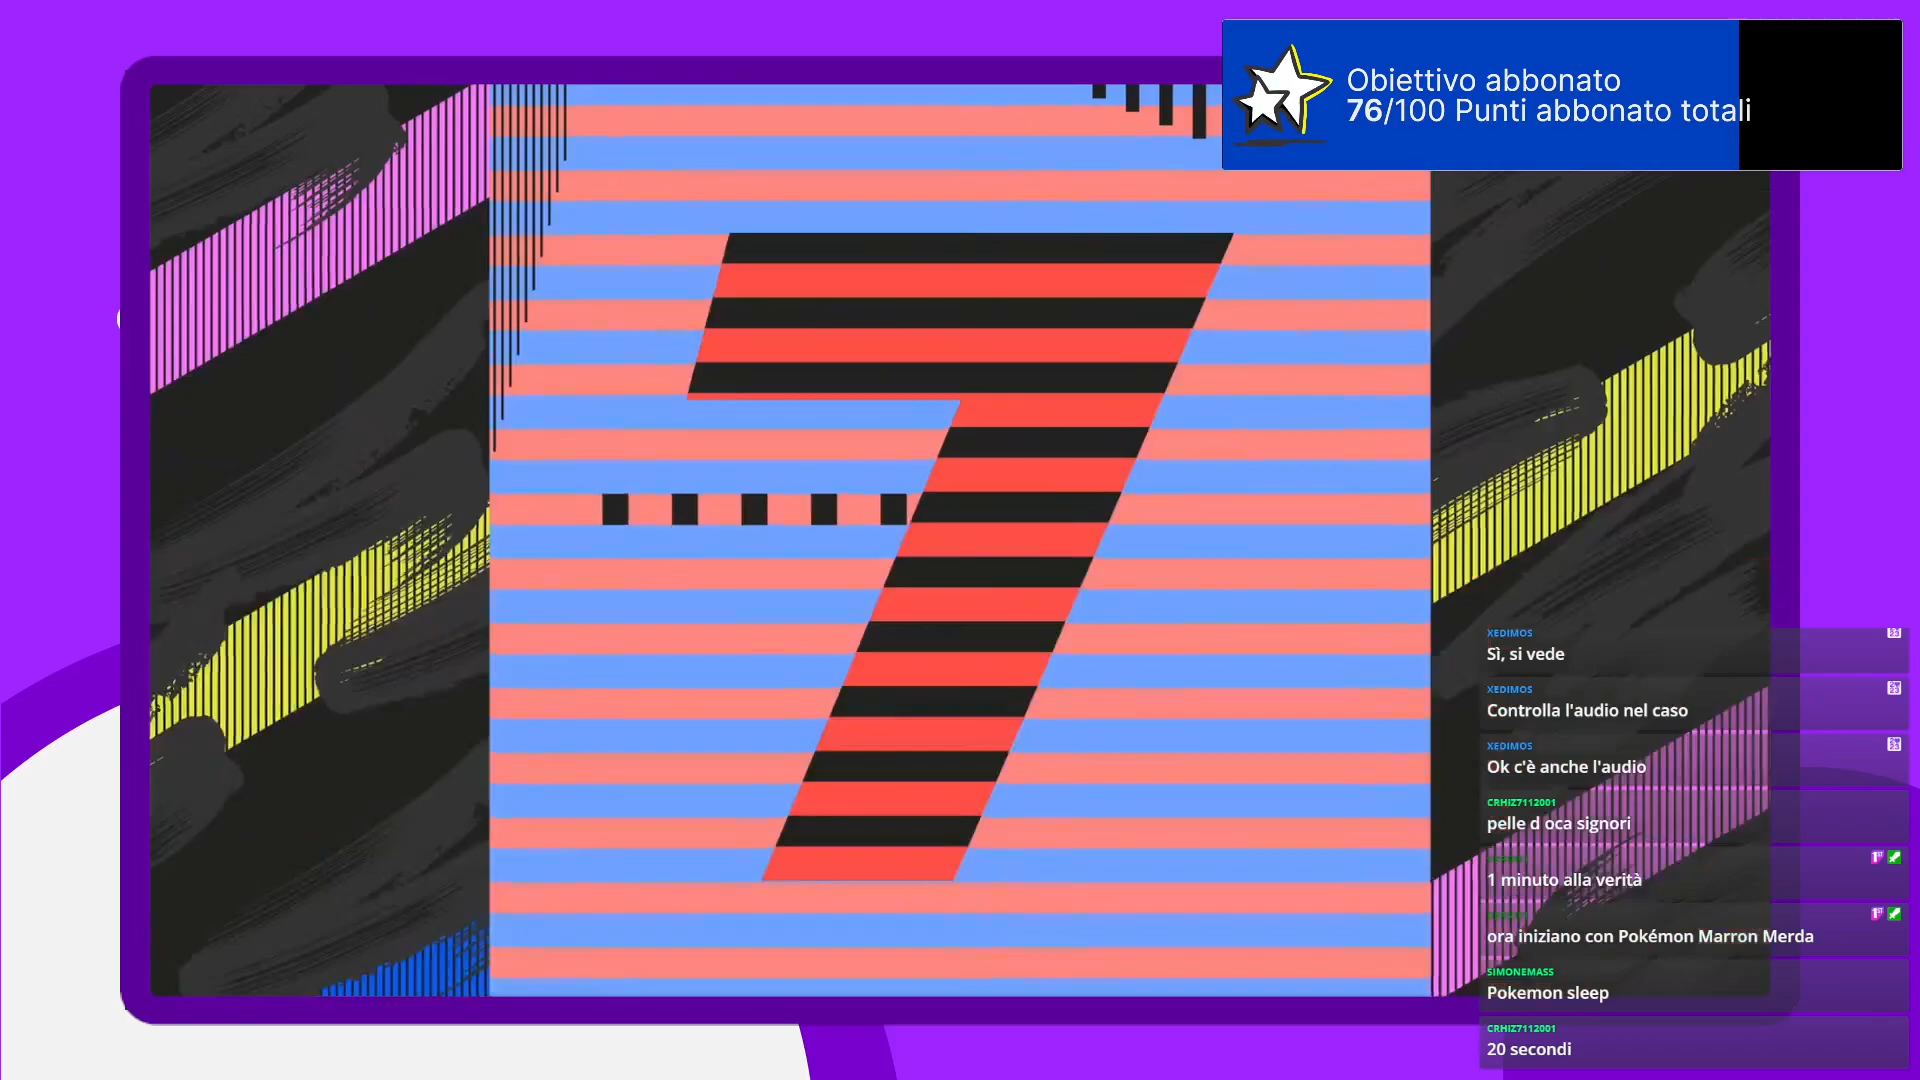 Obiettivo abbonato
76/100 Punti abbonato totali
7
XEDIMOS
Sì, si vede
XEDIMOS
Controlla l'audio nel caso
XEDIMOS
Ok c'è anche l'audio
CRHIZ7112001
pelle d oca signori
1 minuto alla verità
ora iniziano con Pokémon Marron Merda
SIMONEMASS
Pokemon sleep
CRHIZ7112001
20 secondi